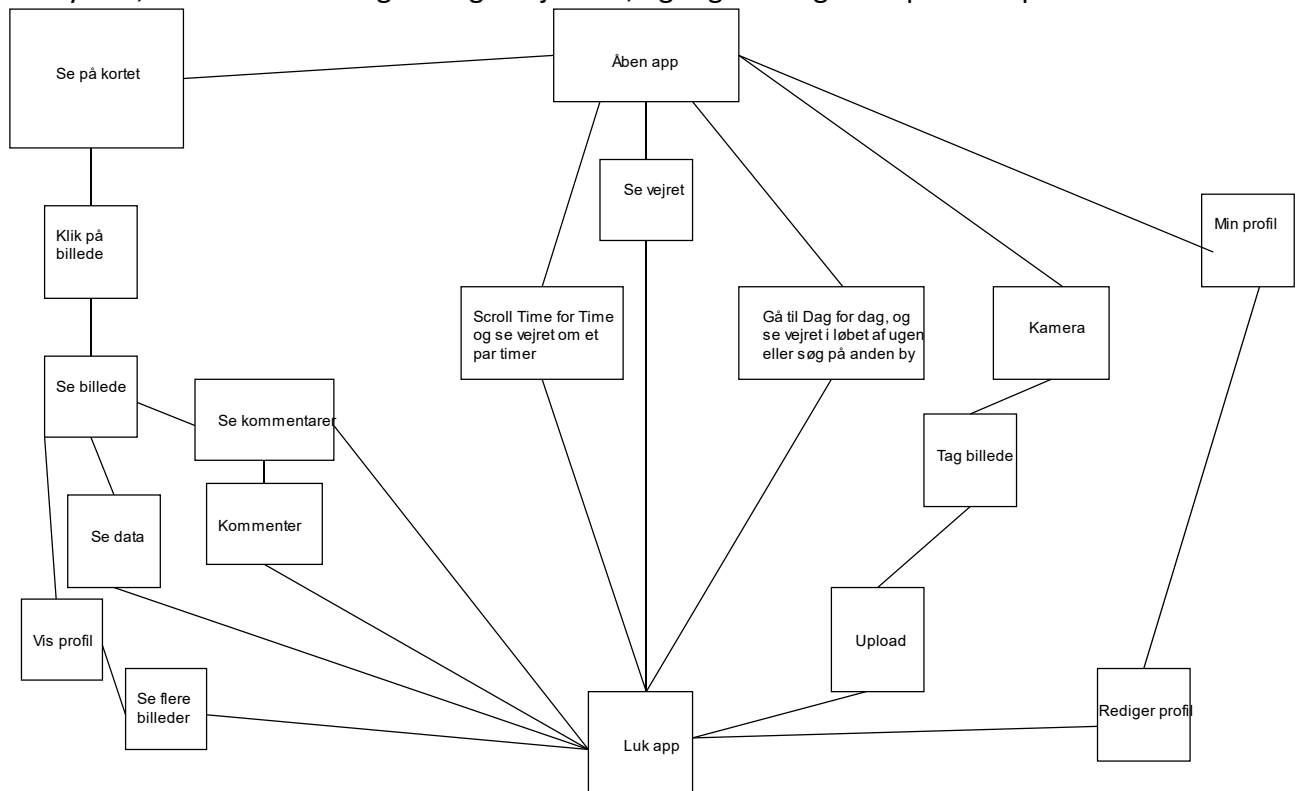 Se på kortet
Åben app
Se vejret
Min profil
Klik på
billede
Scroll Time for Time
og se vejret om et
par timer
Gå til Dag for dag, og
se vejret i løbet af ugen
eller søg på anden by
Kamera
Se billede
Se kommentarer
Tag billede
Kommenter
Se data
Vis profil
Upload
Se flere
billeder
Rediger profil
Luk app